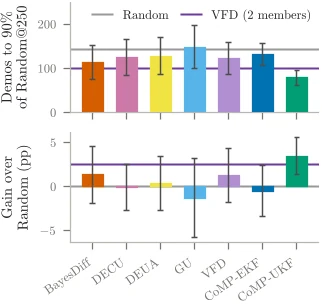 Random VFD (2 members)
Demos to 90%
of Random@250
200
100
0
Gain over
Random (pp)
5
0
−5
BayesDiff
DECU
DEUA
GU
VFD
CoMP-EKF
CoMP-UKF